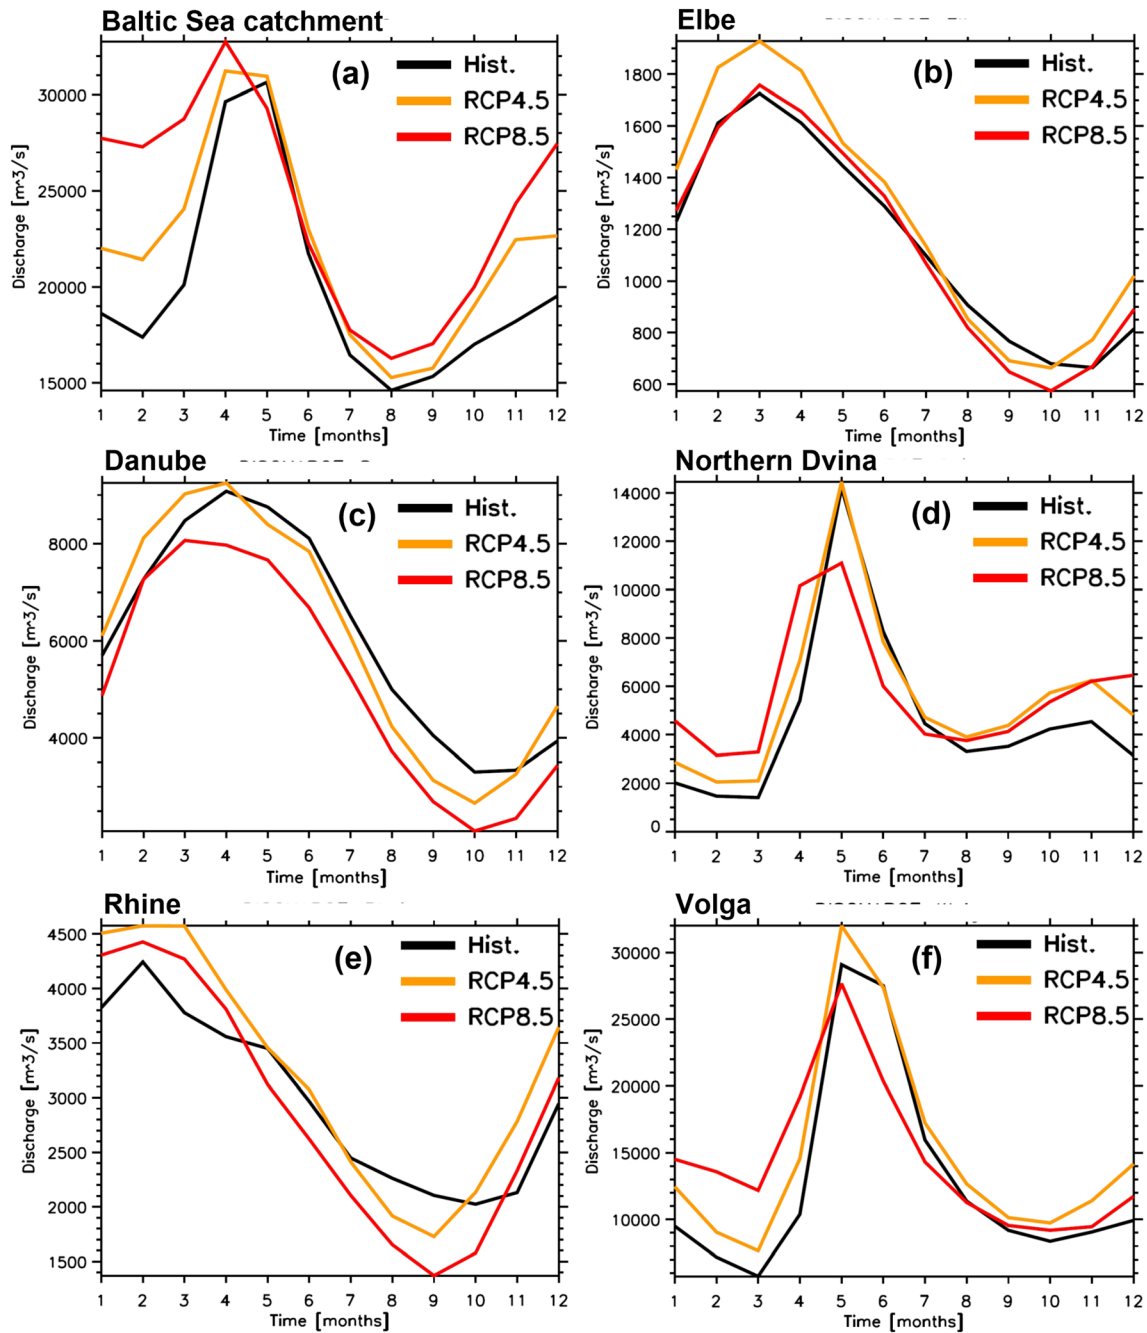 Baltic Sea catchment
Elbe
(a)
Hist.
RCP4.5
RCP8.5
30000
25000
20000
15000
Discharge [m^3/s]
1 2 3 4 5 6 7 8 9 10 11 12
Time [months]
(b)
Hist.
RCP4.5
RCP8.5
1800
1600
1400
1200
1000
800
600
Discharge [m^3/s]
1 2 3 4 5 6 7 8 9 10 11 12
Time [months]
Danube
Northern Dvina
(c)
Hist.
RCP4.5
RCP8.5
8000
6000
4000
Discharge [m^3/s]
1 2 3 4 5 6 7 8 9 10 11 12
Time [months]
(d)
Hist.
RCP4.5
RCP8.5
14000
12000
10000
8000
6000
4000
2000
0
Discharge [m^3/s]
1 2 3 4 5 6 7 8 9 10 11 12
Time [months]
Rhine
Volga
(e)
Hist.
RCP4.5
RCP8.5
4500
4000
3500
3000
2500
2000
1500
Discharge [m^3/s]
1 2 3 4 5 6 7 8 9 10 11 12
Time [months]
(f)
Hist.
RCP4.5
RCP8.5
30000
25000
20000
15000
10000
Discharge [m^3/s]
1 2 3 4 5 6 7 8 9 10 11 12
Time [months]